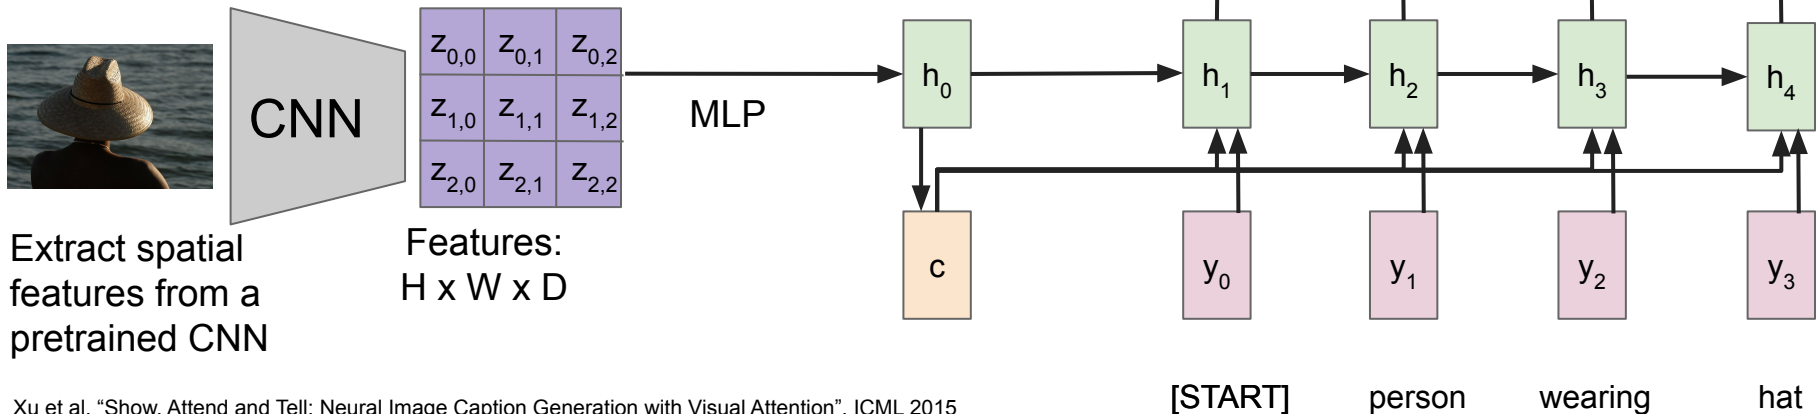 CNN
z0,0 z0,1 z0,2
z1,0 z1,1 z1,2
z2,0 z2,1 z2,2
MLP
h0
h1
h2
h3
h4
Extract spatial
features from a
pretrained CNN
Features:
H x W x D
c
y0
y1
y2
y3
[START]
person
wearing
hat
Xu et al, “Show, Attend and Tell: Neural Image Caption Generation with Visual Attention”, ICML 2015